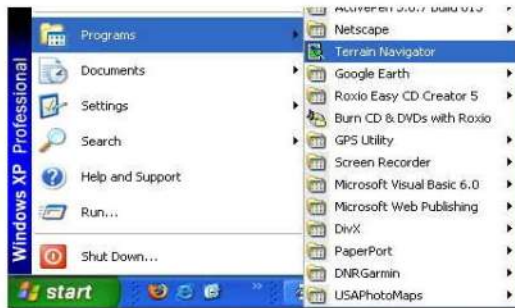 Windows XP Professional
Programs
Documents
Settings
Search
Help and Support
Run...
Shut Down...
start
Netscape
Terrain Navigator
Google Earth
Roxio Easy CD Creator 5
Burn CD & DVDs with Roxio
GPS Utility
Screen Recorder
Microsoft Visual Basic 6.0
Microsoft Web Publishing
DivX
PaperPort
DNRGarmin
USAPhotoMaps